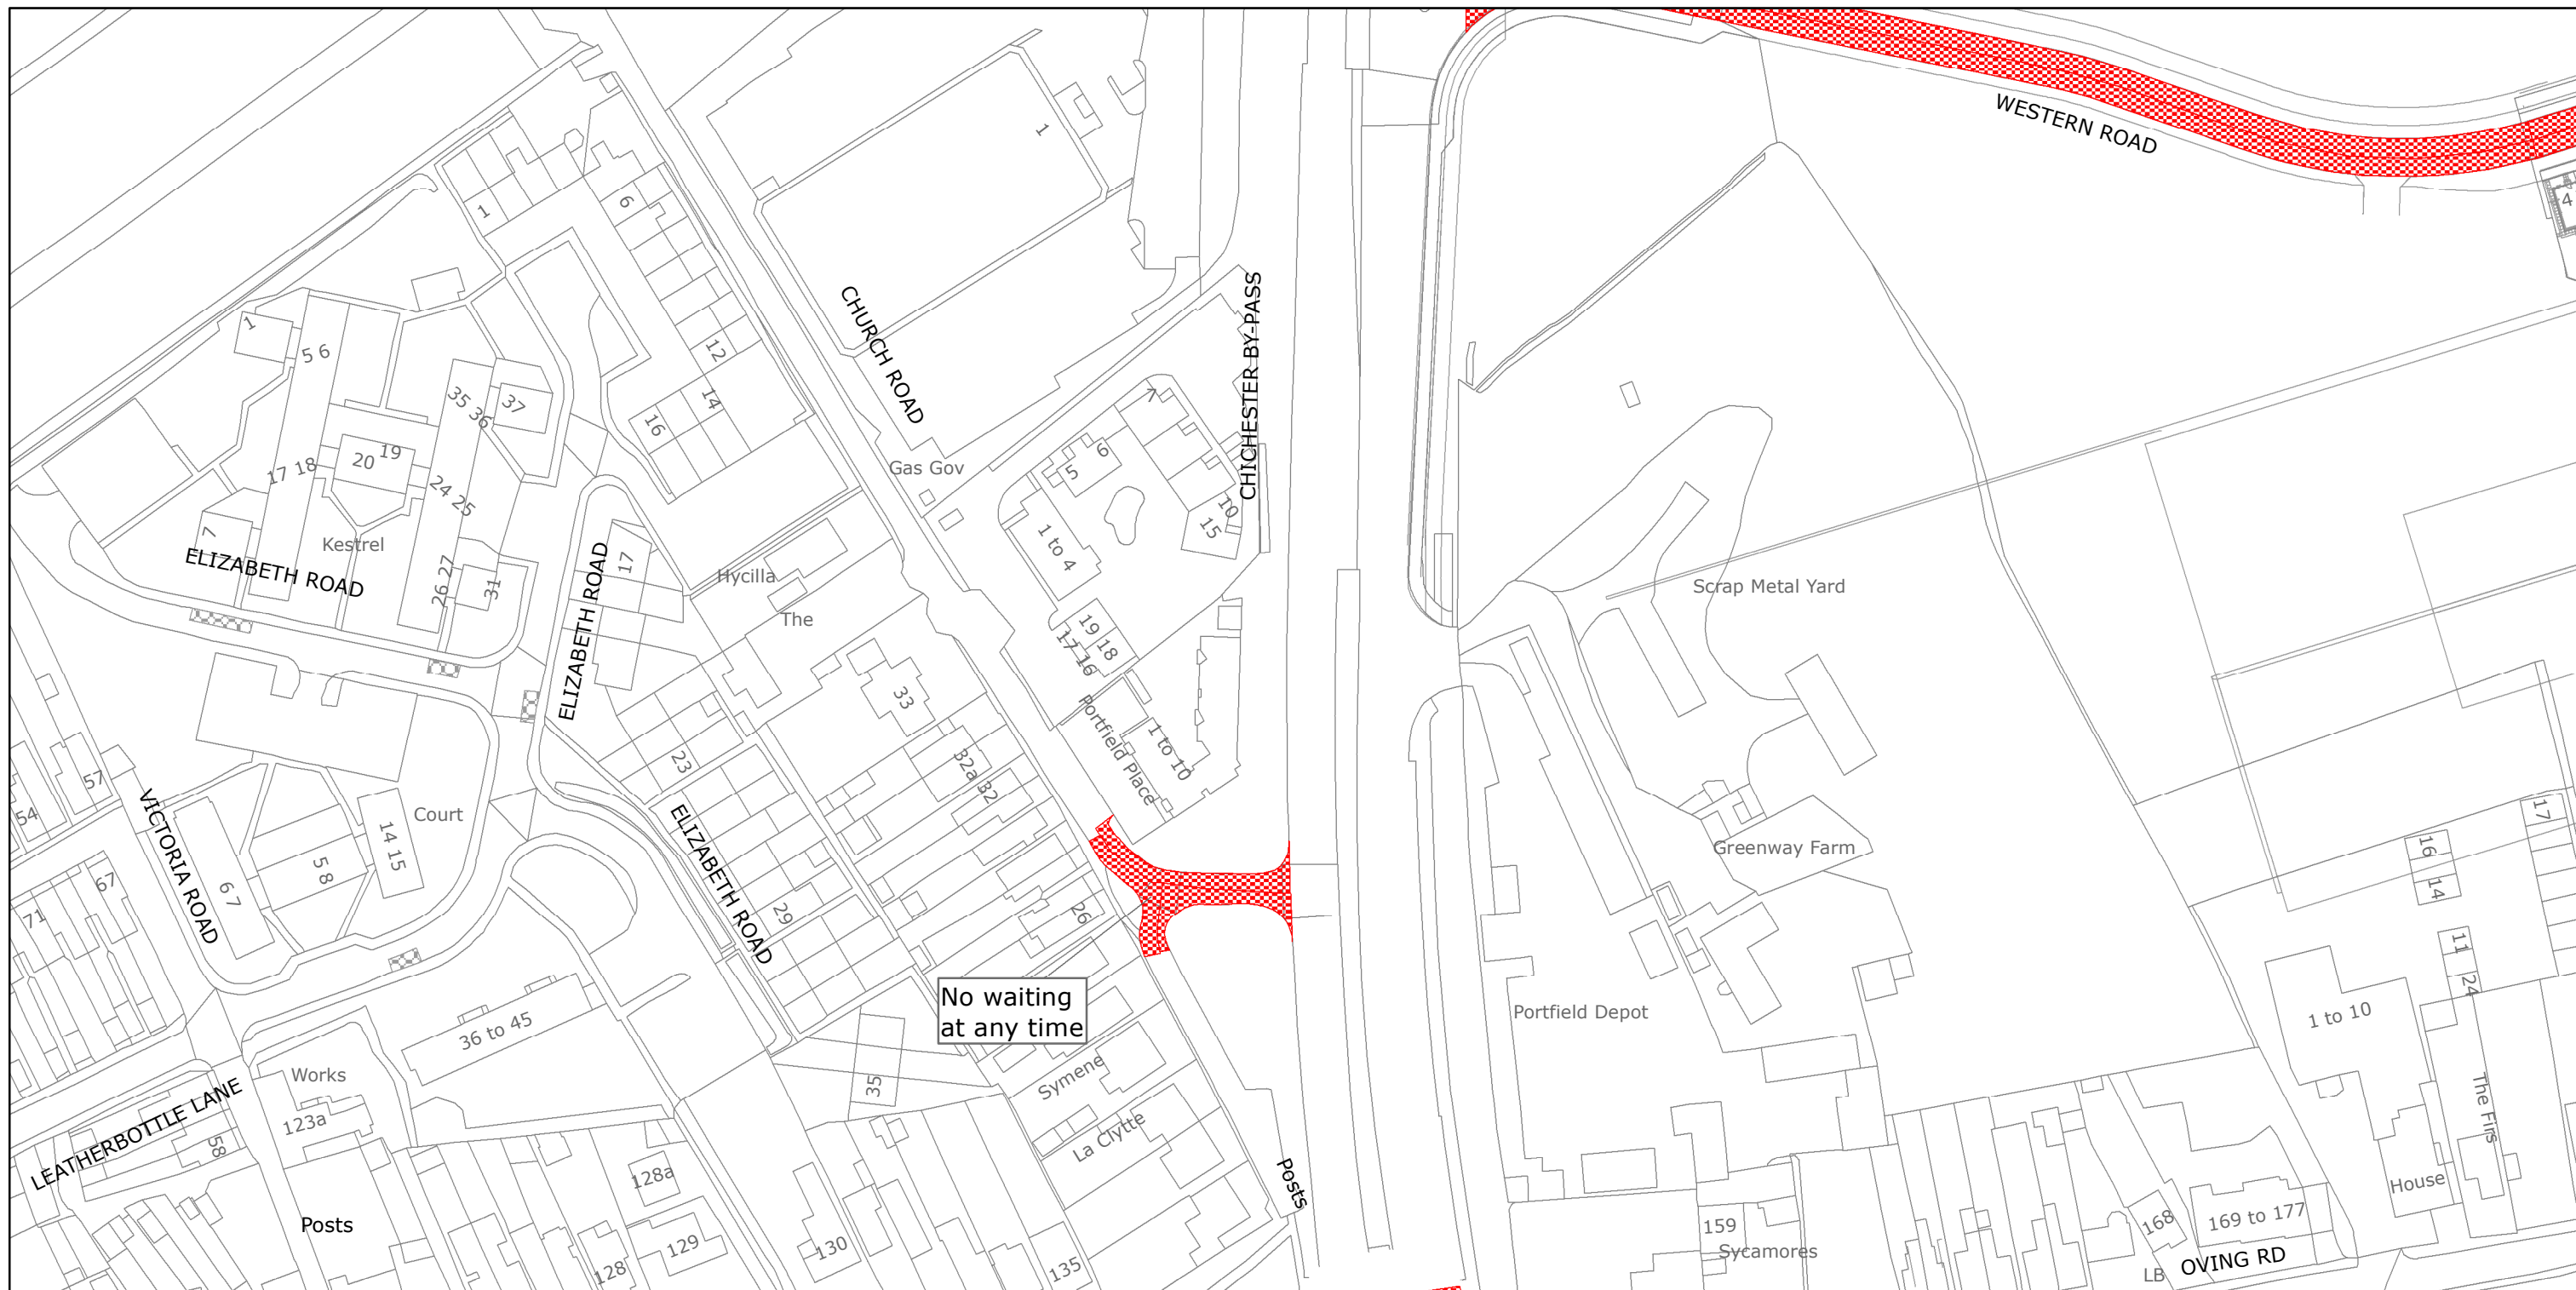 WESTERN ROAD
1
4
1
6
CHURCH ROAD
CHICHESTER BY-PASS
1
5 6
12
35 36
37
14
16
7
17 18
20
19
24 25
Gas Gov
5
6
10
15
1 to 4
7
Kestrel
ELIZABETH ROAD
ELIZABETH ROAD
17
26 27
31
Hycilla
The
Scrap Metal Yard
19 18
17 16
33
Portfield Place
1 to 10
23
32a
32
57
54
VICTORIA ROAD
Court
14 15
5 8
6 7
67
71
ELIZABETH ROAD
29
26
Greenway Farm
17
16
14
11
24
No waiting
at any time
Portfield Depot
36 to 45
1 to 10
Works
123a
LEATHERBOTTLE LANE
58
35
Symene
La Clytte
The Firs
Posts
Posts
128a
129
128
130
135
159
Sycamores
168
169 to 177
House
LB
OVING RD